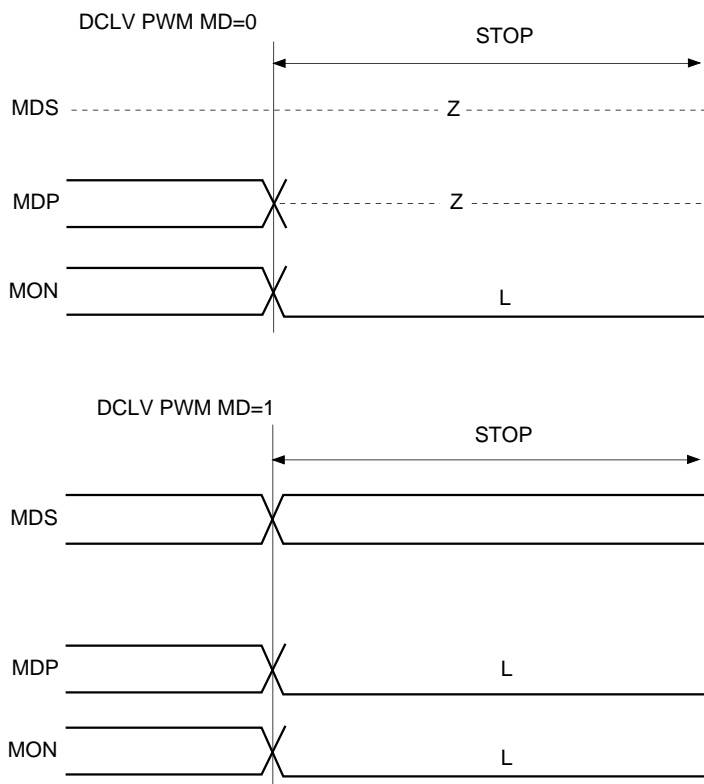 DCLV PWM MD=0
STOP
MDS Z
MDP Z
MON L
DCLV PWM MD=1
STOP
MDS
MDP L
MON L